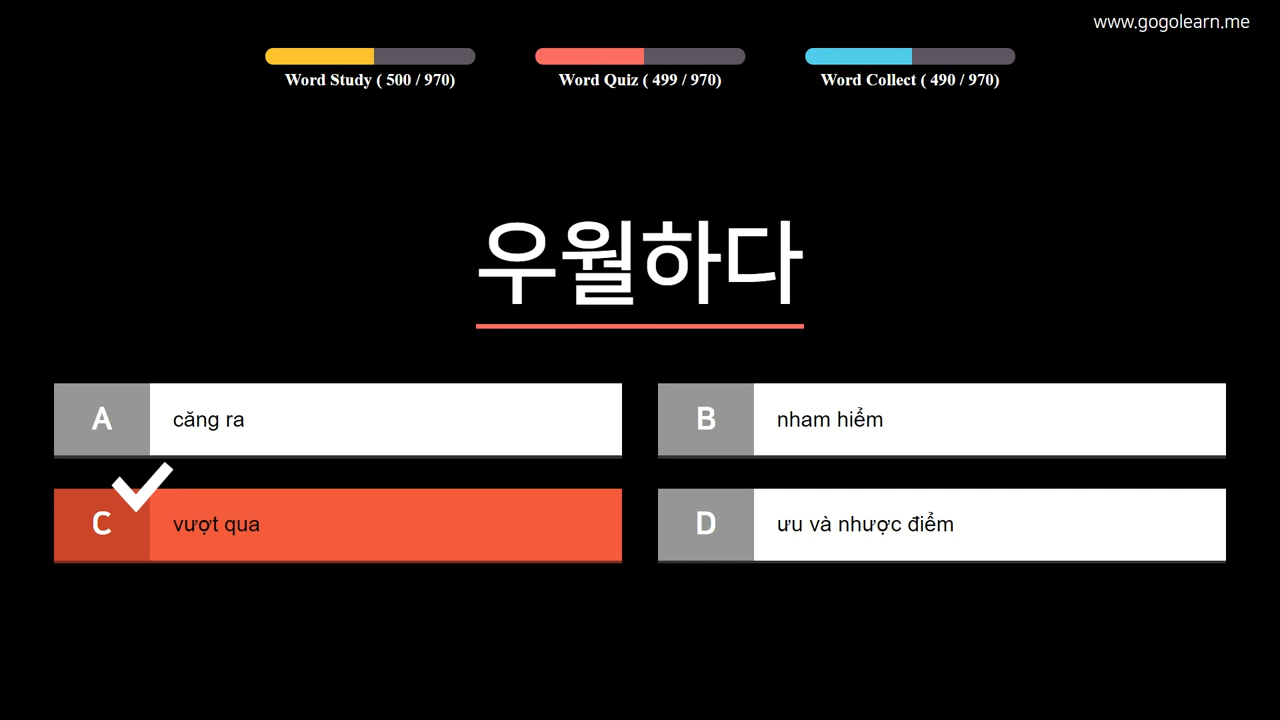 www.gogolearn.me
Word Study ( 500 / 970)
Word Quiz ( 499 / 970)
Word Collect ( 490 / 970)
우월하다
A căng ra
B nham hiểm
C vượt qua
D ưu và nhược điểm